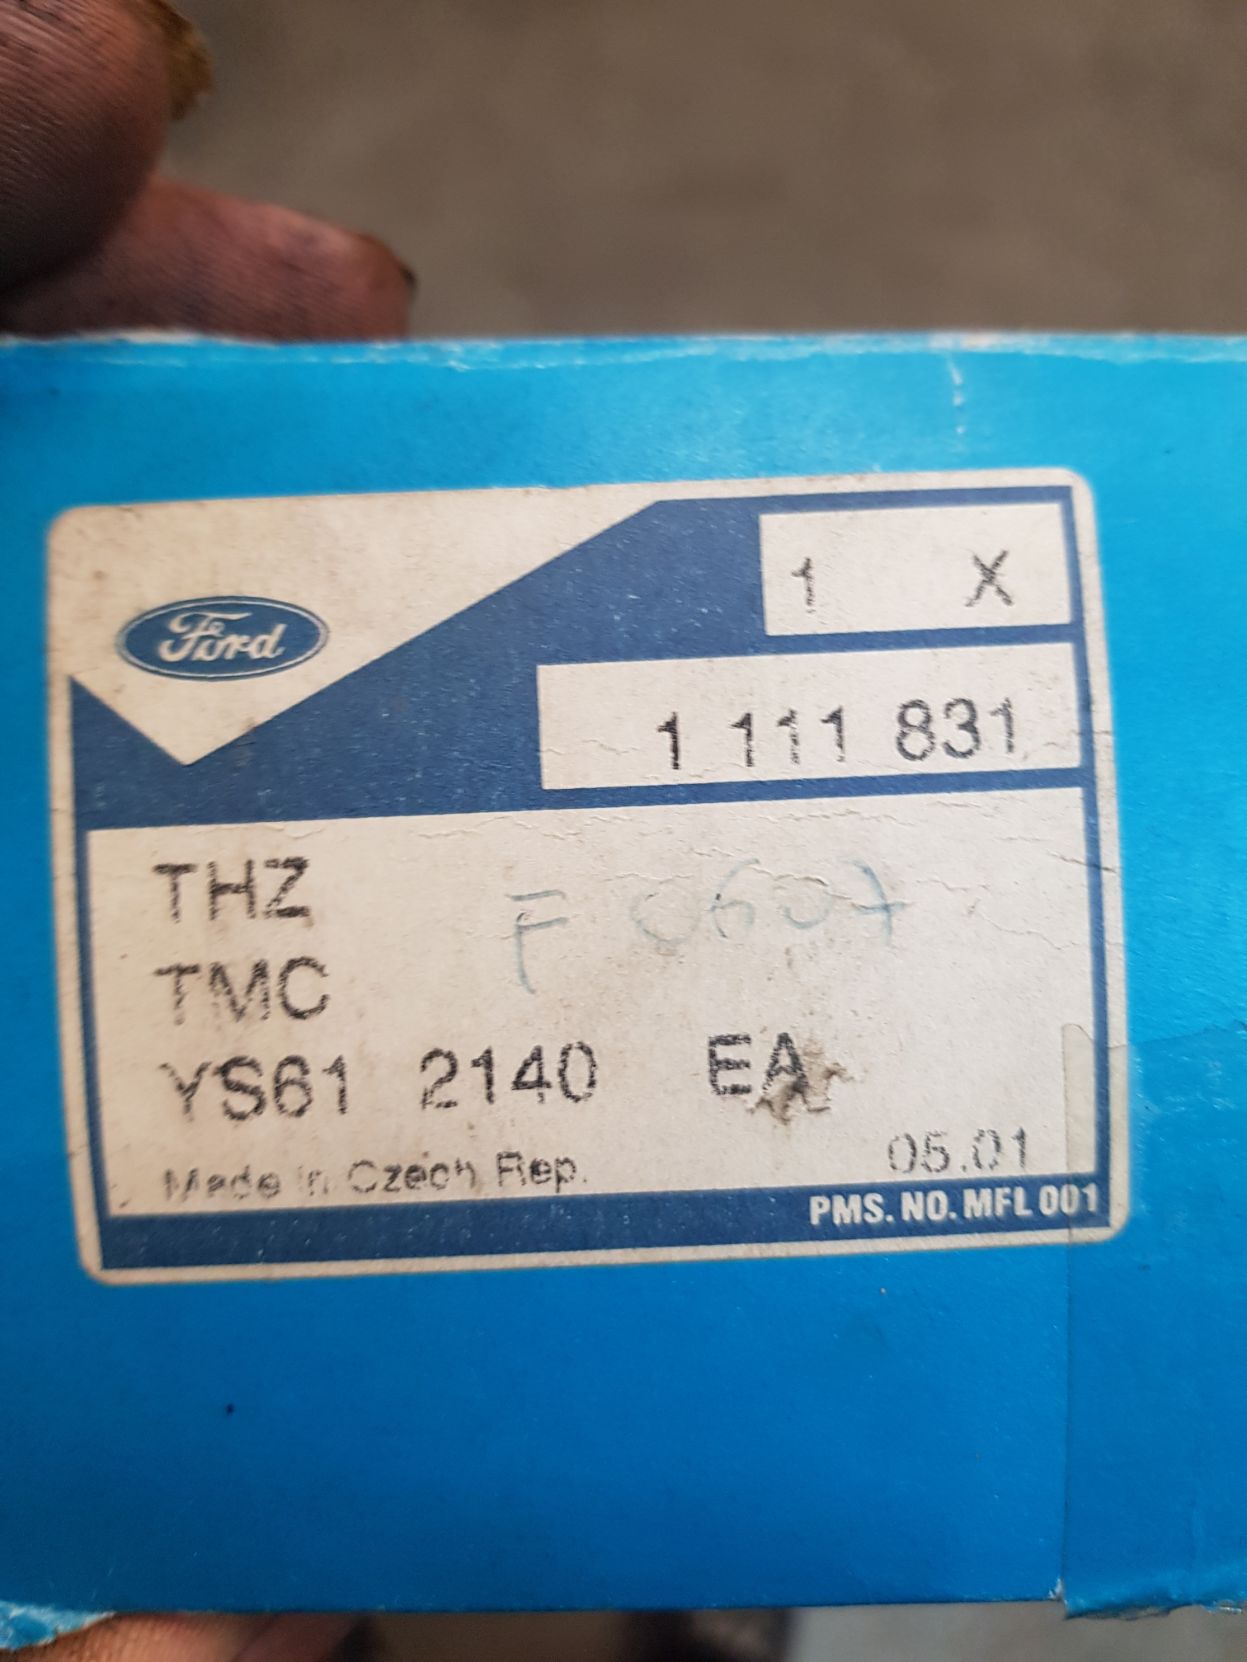 Ford
1 X
1 111 831
THZ
F 0607
TMC
YS61 2140 EA
Made in Czech Rep.
05.01
PMS. NO. MFL 001